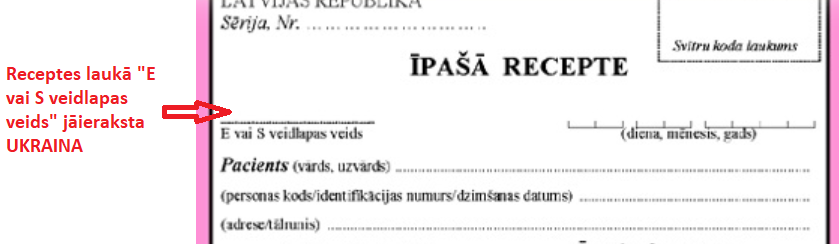 LATVIJAS REPUBLIKA
Sērija, Nr. ................................
Svītru koda laukums
ĪPAŠĀ RECEPTE
Receptes laukā "E
vai S veidlapas
veids" jāieraksta
UKRAINA
E vai S veidlapas veids
(diena, mēnesis, gads)
Pacients (vārds, uzvārds) ................................
(personas kods/identifikācijas numurs/dzimšanas datums) ................................
(adrese/tālrunis) ................................